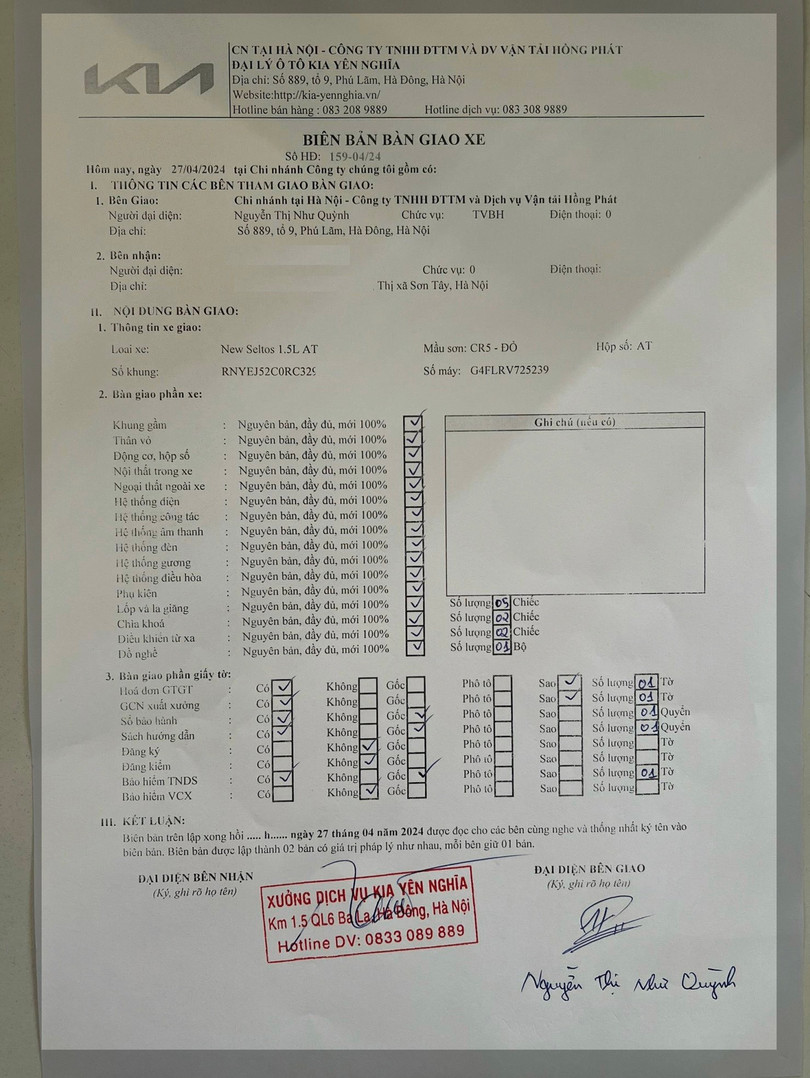 KIA
CN TẠI HÀ NỘI - CÔNG TY TNHH ĐTTM VÀ DV VẬN TẢI HỒNG PHÁT
ĐẠI LÝ Ô TÔ KIA YÊN NGHĨA
Địa chỉ: Số 889, tổ 9, Phú Lãm, Hà Đông, Hà Nội
Website:http://kia-yennghia.vn/
Hotline bán hàng : 083 208 9889 Hotline dịch vụ: 083 308 9889
BIÊN BẢN BÀN GIAO XE
Số HĐ: 159-04/24
Hôm nay, ngày 27/04/2024 tại Chi nhánh Công ty chúng tôi gồm có:
I. THÔNG TIN CÁC BÊN THAM GIAO BÀN GIAO:
1. Bên Giao: Chi nhánh tại Hà Nội - Công ty TNHH ĐTTM và Dịch vụ Vận tải Hồng Phát
Người đại diện: Nguyễn Thị Như Quỳnh Chức vụ: TVBH Điện thoại: 0
Địa chỉ: Số 889, tổ 9, Phú Lãm, Hà Đông, Hà Nội
2. Bên nhận:
Người đại diện: Chức vụ: 0 Điện thoại:
Địa chỉ: Thị xã Sơn Tây, Hà Nội
II. NỘI DUNG BÀN GIAO:
1. Thông tin xe giao:
Loại xe: New Seltos 1.5L AT Mầu sơn: CR5 - ĐỎ Hộp số: AT
Số khung: RNYEJ52C0RC329 Số máy: G4FLRV725239
2. Bàn giao phần xe:
Khung gầm : Nguyên bản, đầy đủ, mới 100% ✓ Ghi chú (nếu có)
Thân vỏ : Nguyên bản, đầy đủ, mới 100% ✓
Động cơ, hộp số : Nguyên bản, đầy đủ, mới 100% ✓
Nội thất trong xe : Nguyên bản, đầy đủ, mới 100% ✓
Ngoại thất ngoài xe : Nguyên bản, đầy đủ, mới 100% ✓
Hệ thống điện : Nguyên bản, đầy đủ, mới 100% ✓
Hệ thống công tác : Nguyên bản, đầy đủ, mới 100% ✓
Hệ thống âm thanh : Nguyên bản, đầy đủ, mới 100% ✓
Hệ thống đèn : Nguyên bản, đầy đủ, mới 100% ✓
Hệ thống gương : Nguyên bản, đầy đủ, mới 100% ✓
Hệ thống điều hòa : Nguyên bản, đầy đủ, mới 100% ✓
Phụ kiện : Nguyên bản, đầy đủ, mới 100% ✓
Lốp và la giăng : Nguyên bản, đầy đủ, mới 100% ✓ Số lượng 05 Chiếc
Chìa khoá : Nguyên bản, đầy đủ, mới 100% ✓ Số lượng 02 Chiếc
Điều khiển từ xa : Nguyên bản, đầy đủ, mới 100% ✓ Số lượng 02 Chiếc
Đồ nghề : Nguyên bản, đầy đủ, mới 100% ✓ Số lượng 01 Bộ
3. Bàn giao phần giấy tờ:
Hoá đơn GTGT : Có ✓ Không Gốc Phô tô Sao ✓ Số lượng 01 Tờ
GCN xuất xưởng : Có ✓ Không Gốc Phô tô Sao ✓ Số lượng 01 Tờ
Sổ bảo hành : Có ✓ Không Gốc ✓ Phô tô Sao Số lượng 01 Quyển
Sách hướng dẫn : Có ✓ Không Gốc ✓ Phô tô Sao Số lượng 01 Quyển
Đăng ký : Có Không ✓ Gốc Phô tô Sao Số lượng Tờ
Đăng kiểm : Có Không ✓ Gốc Phô tô Sao Số lượng Tờ
Bảo hiểm TNDS : Có ✓ Không Gốc ✓ Phô tô Sao Số lượng 01 Tờ
Bảo hiểm VCX : Có Không ✓ Gốc Phô tô Sao Số lượng Tờ
III. KẾT LUẬN:
Biên bản trên lập xong hồi ..... h...... ngày 27 tháng 04 năm 2024 được đọc cho các bên cùng nghe và thống nhất ký tên vào
biên bản. Biên bản được lập thành 02 bản có giá trị pháp lý như nhau, mỗi bên giữ 01 bản.
ĐẠI DIỆN BÊN NHẬN ĐẠI DIỆN BÊN GIAO
(Ký, ghi rõ họ tên) (Ký, ghi rõ họ tên)
XƯỞNG DỊCH VỤ KIA YÊN NGHĨA
Km 1.5 QL6 Ba La, Hà Đông, Hà Nội
Hotline DV: 0833 089 889
Nguyễn Thị Như Quỳnh